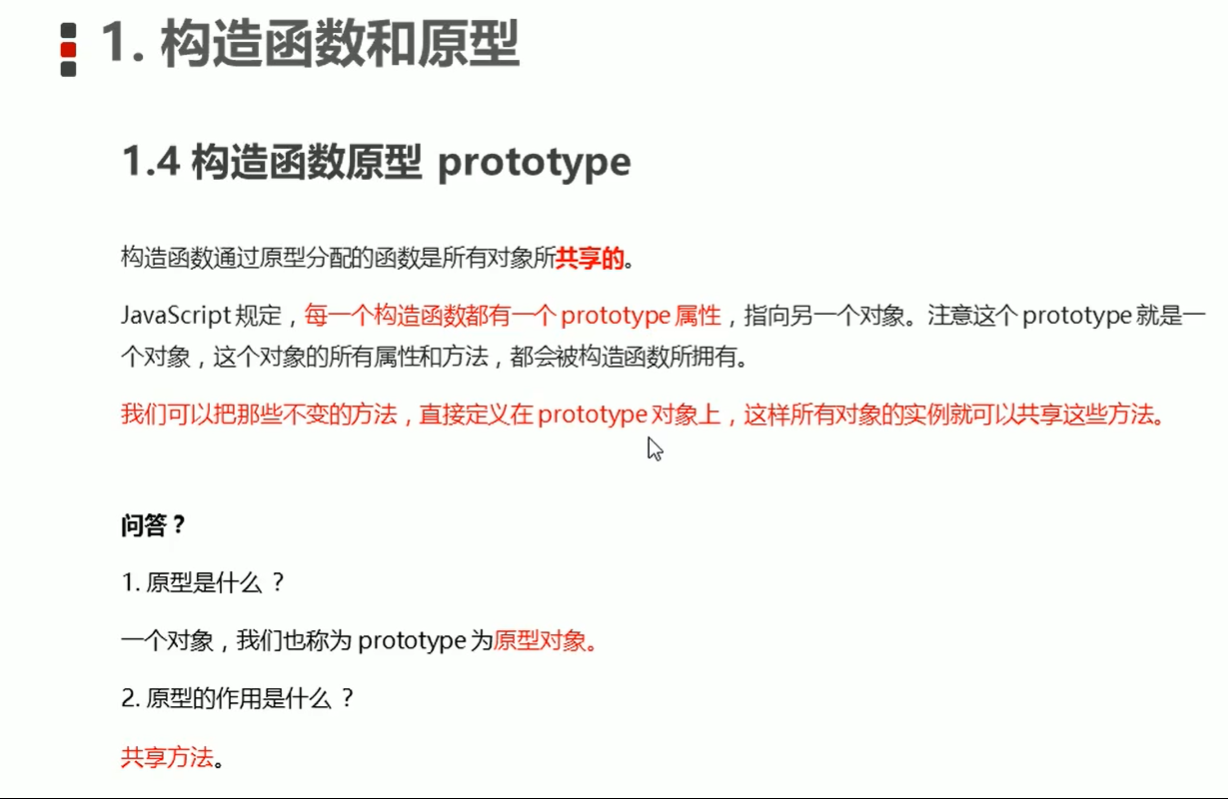 1. 构造函数和原型
1.4 构造函数原型 prototype
构造函数通过原型分配的函数是所有对象所共享的。
JavaScript 规定，每一个构造函数都有一个 prototype 属性，指向另一个对象。注意这个 prototype 就是一
个对象，这个对象的所有属性和方法，都会被构造函数所拥有。
我们可以把那些不变的方法，直接定义在 prototype 对象上，这样所有对象的实例就可以共享这些方法。
问答？
1. 原型是什么 ？
一个对象，我们也称为 prototype 为原型对象。
2. 原型的作用是什么 ？
共享方法。